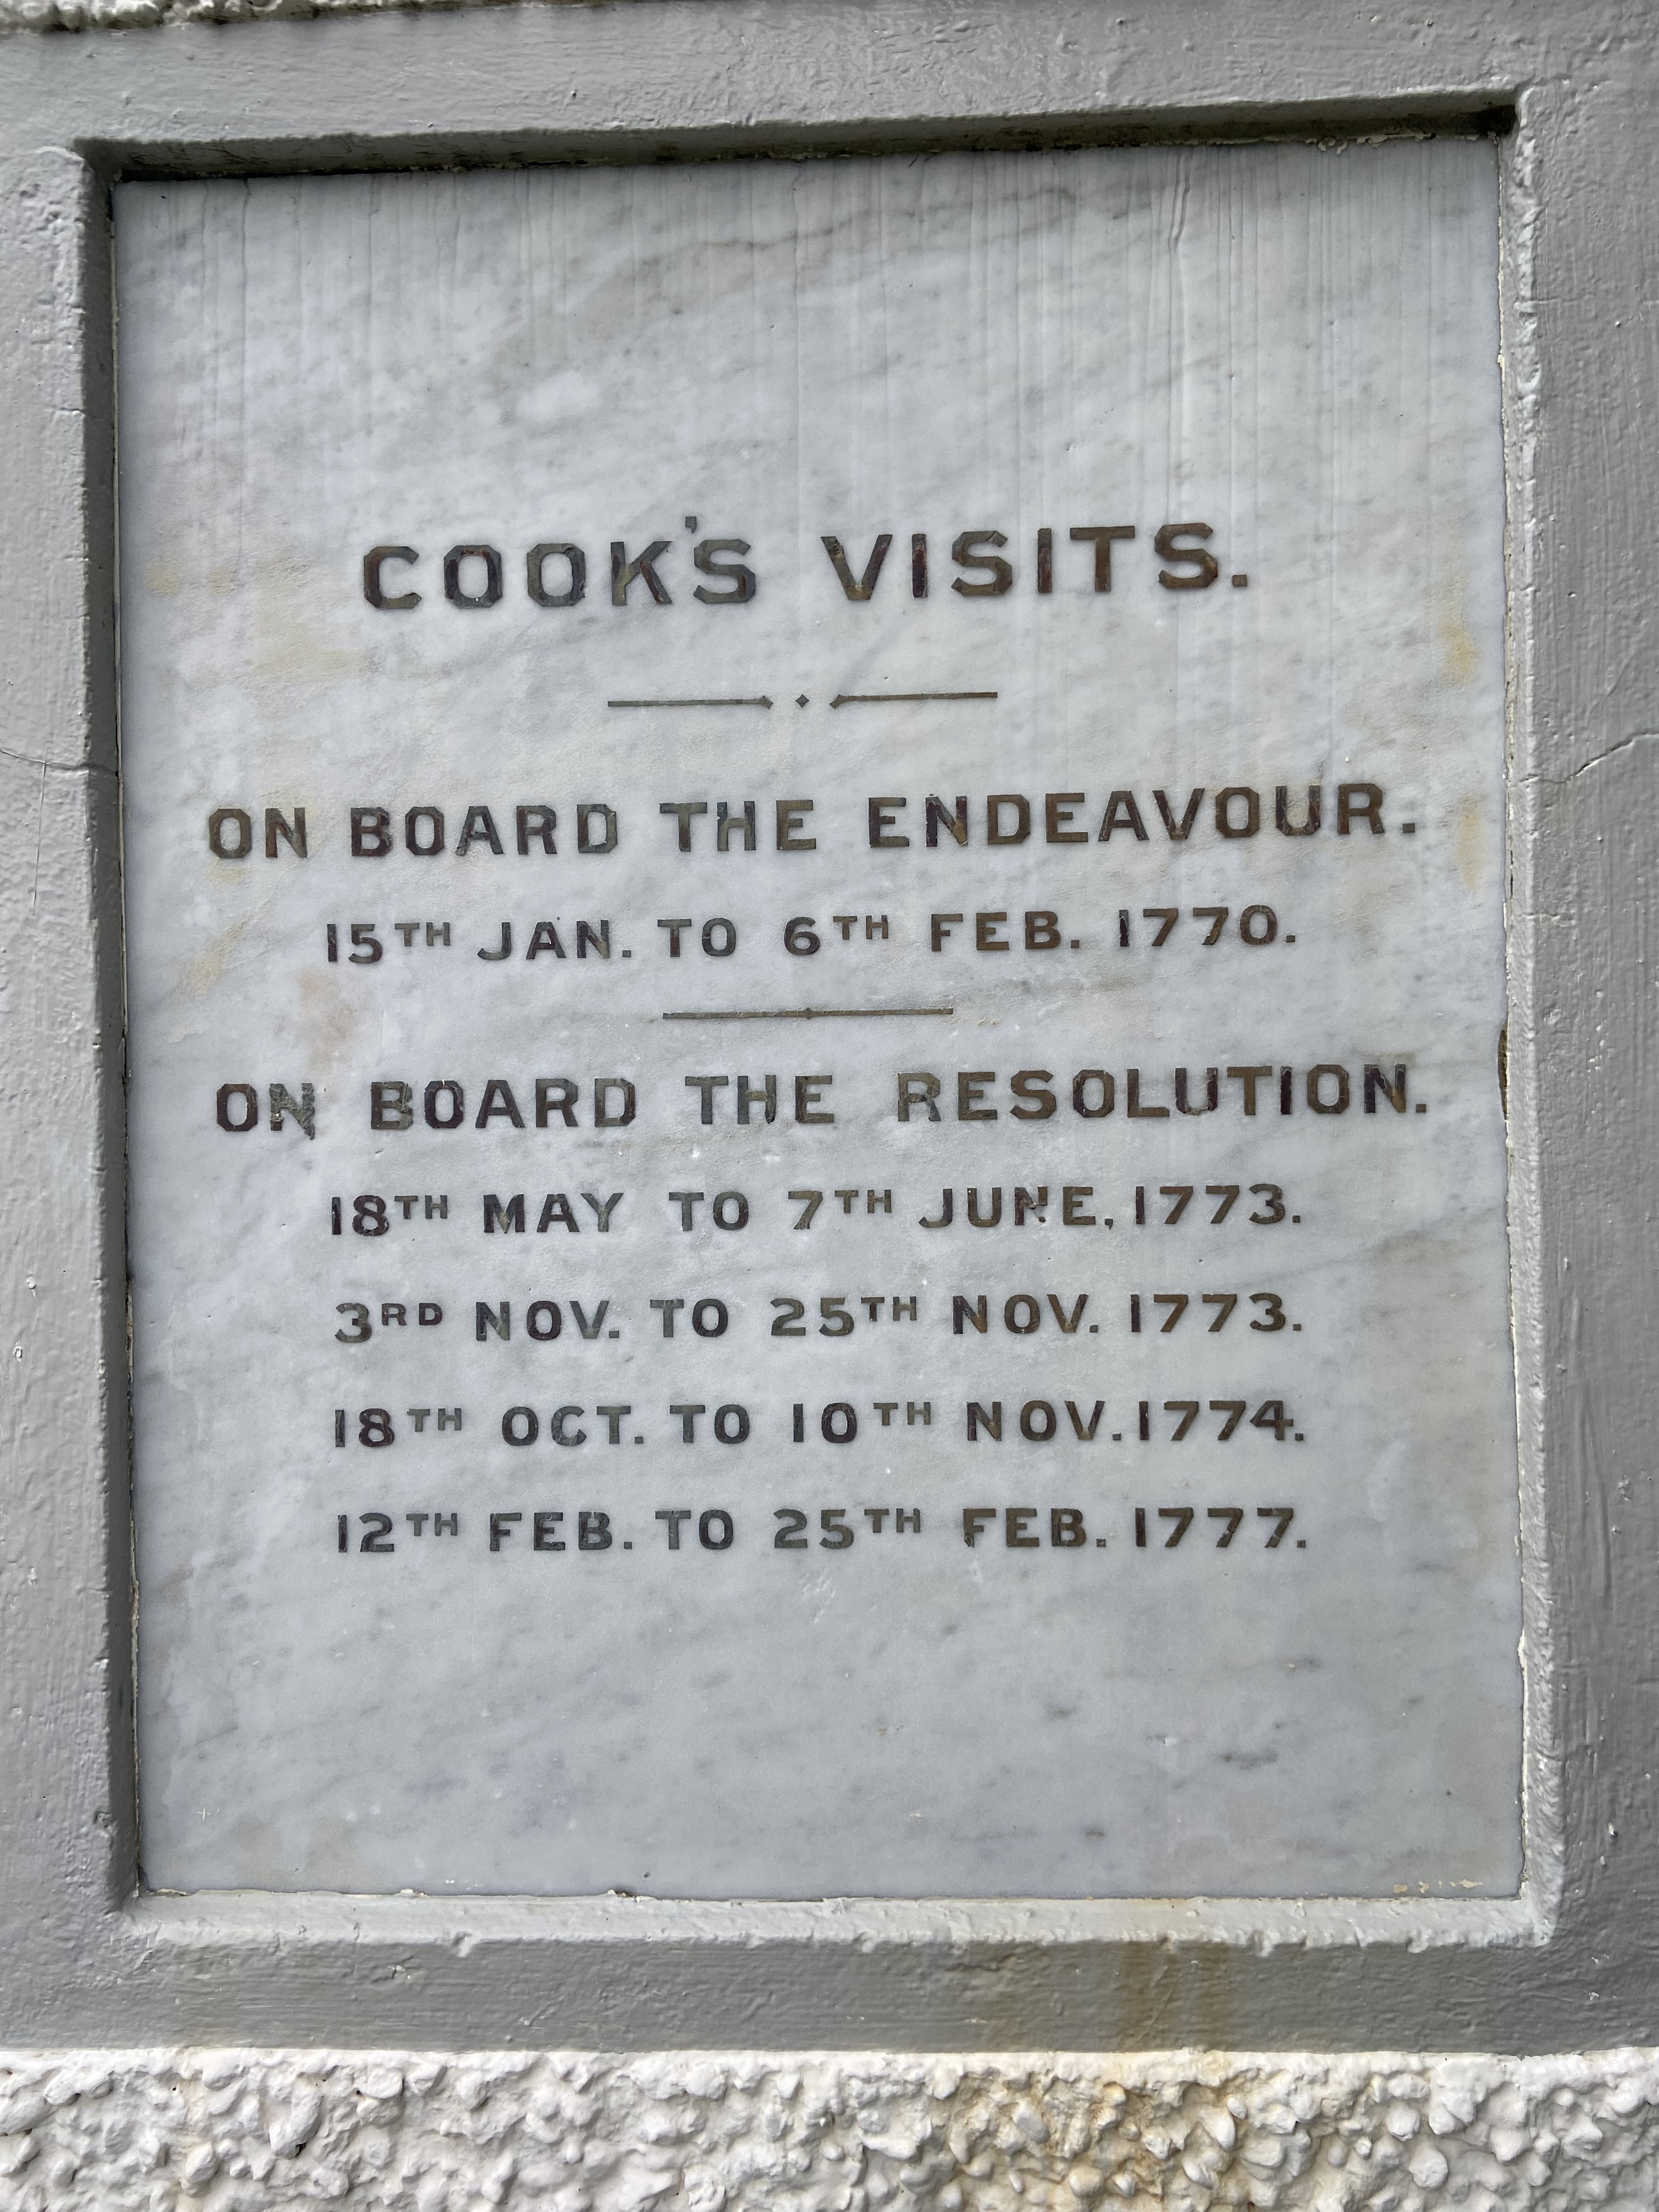 COOK'S VISITS.
ON BOARD THE ENDEAVOUR.
15TH JAN. TO 6TH FEB. 1770.
ON BOARD THE RESOLUTION.
18TH MAY TO 7TH JUNE, 1773.
3RD NOV. TO 25TH NOV. 1773.
18TH OCT. TO 10TH NOV. 1774.
12TH FEB. TO 25TH FEB. 1777.